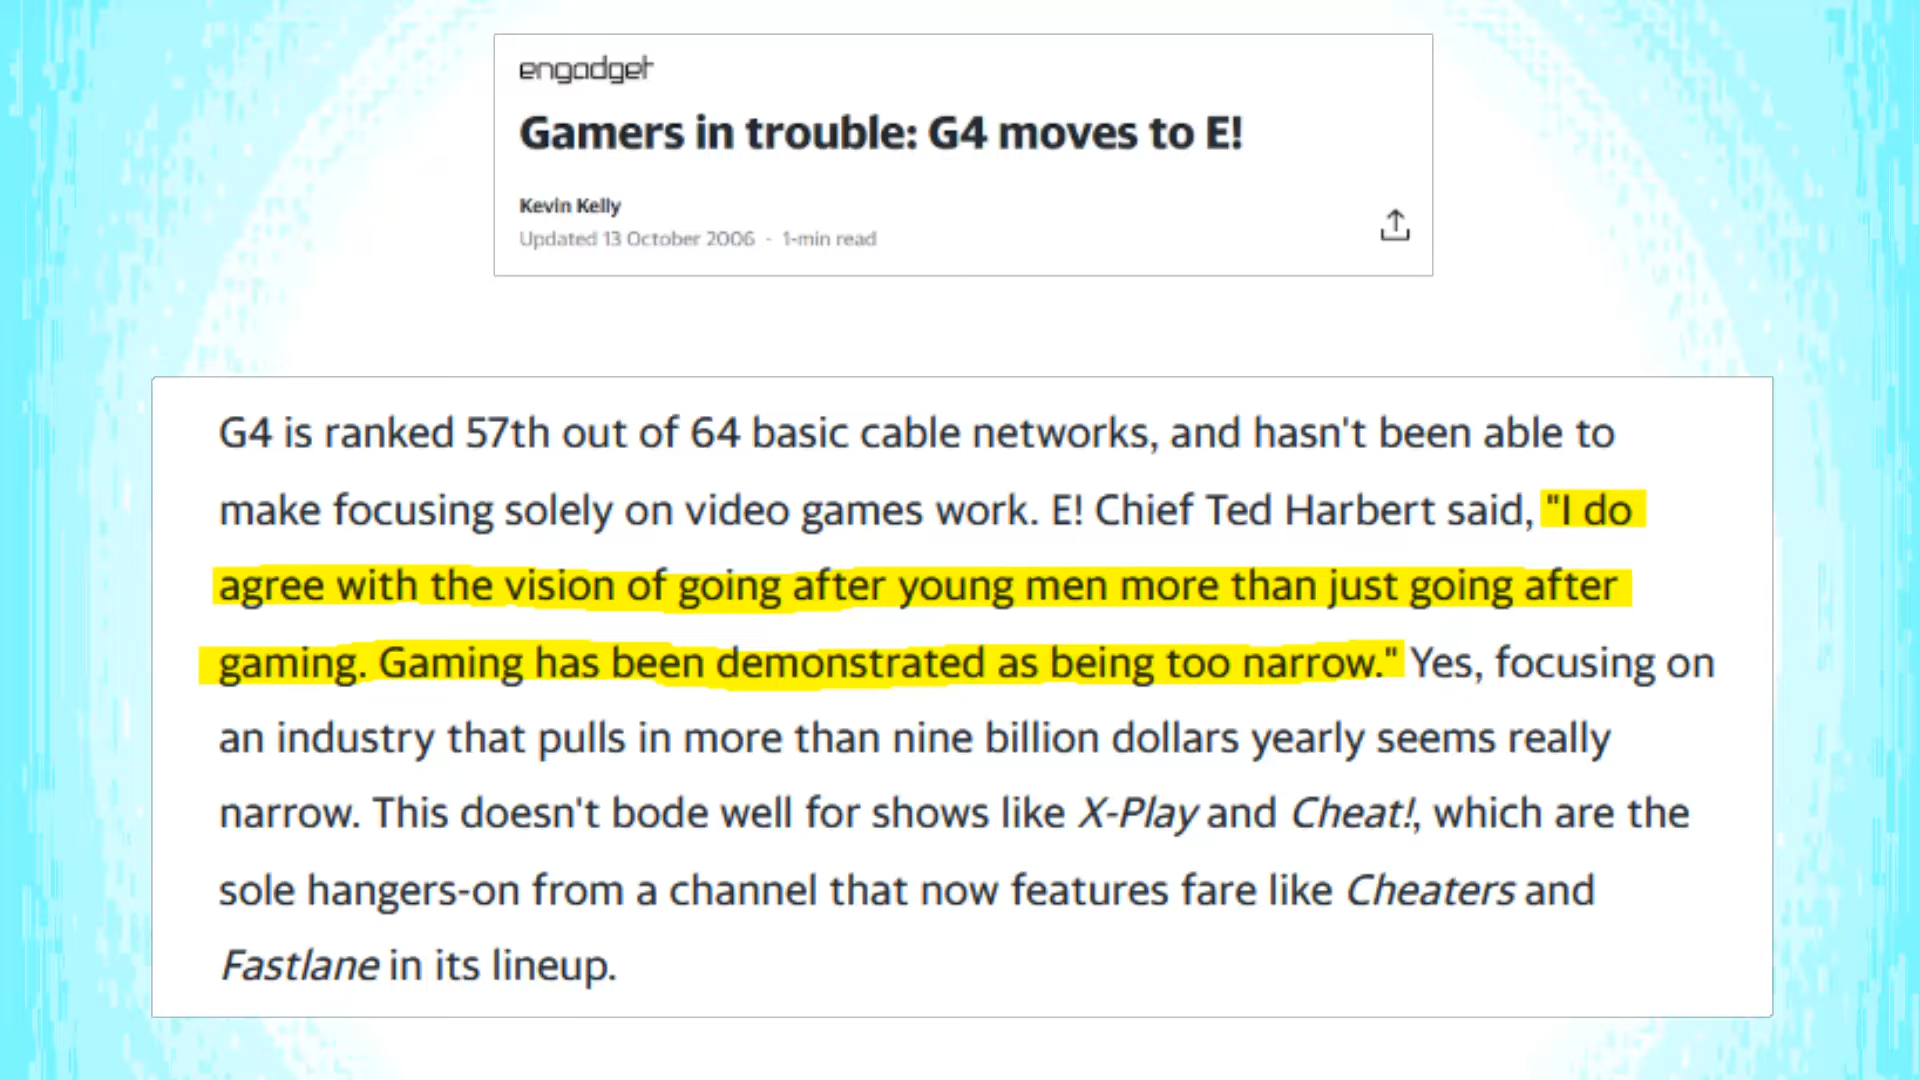 engadget
Gamers in trouble: G4 moves to E!
Kevin Kelly
Updated 13 October 2006 · 1-min read
G4 is ranked 57th out of 64 basic cable networks, and hasn't been able to
make focusing solely on video games work. E! Chief Ted Harbert said, "I do
agree with the vision of going after young men more than just going after
gaming. Gaming has been demonstrated as being too narrow." Yes, focusing on
an industry that pulls in more than nine billion dollars yearly seems really
narrow. This doesn't bode well for shows like X-Play and Cheat!, which are the
sole hangers-on from a channel that now features fare like Cheaters and
Fastlane in its lineup.